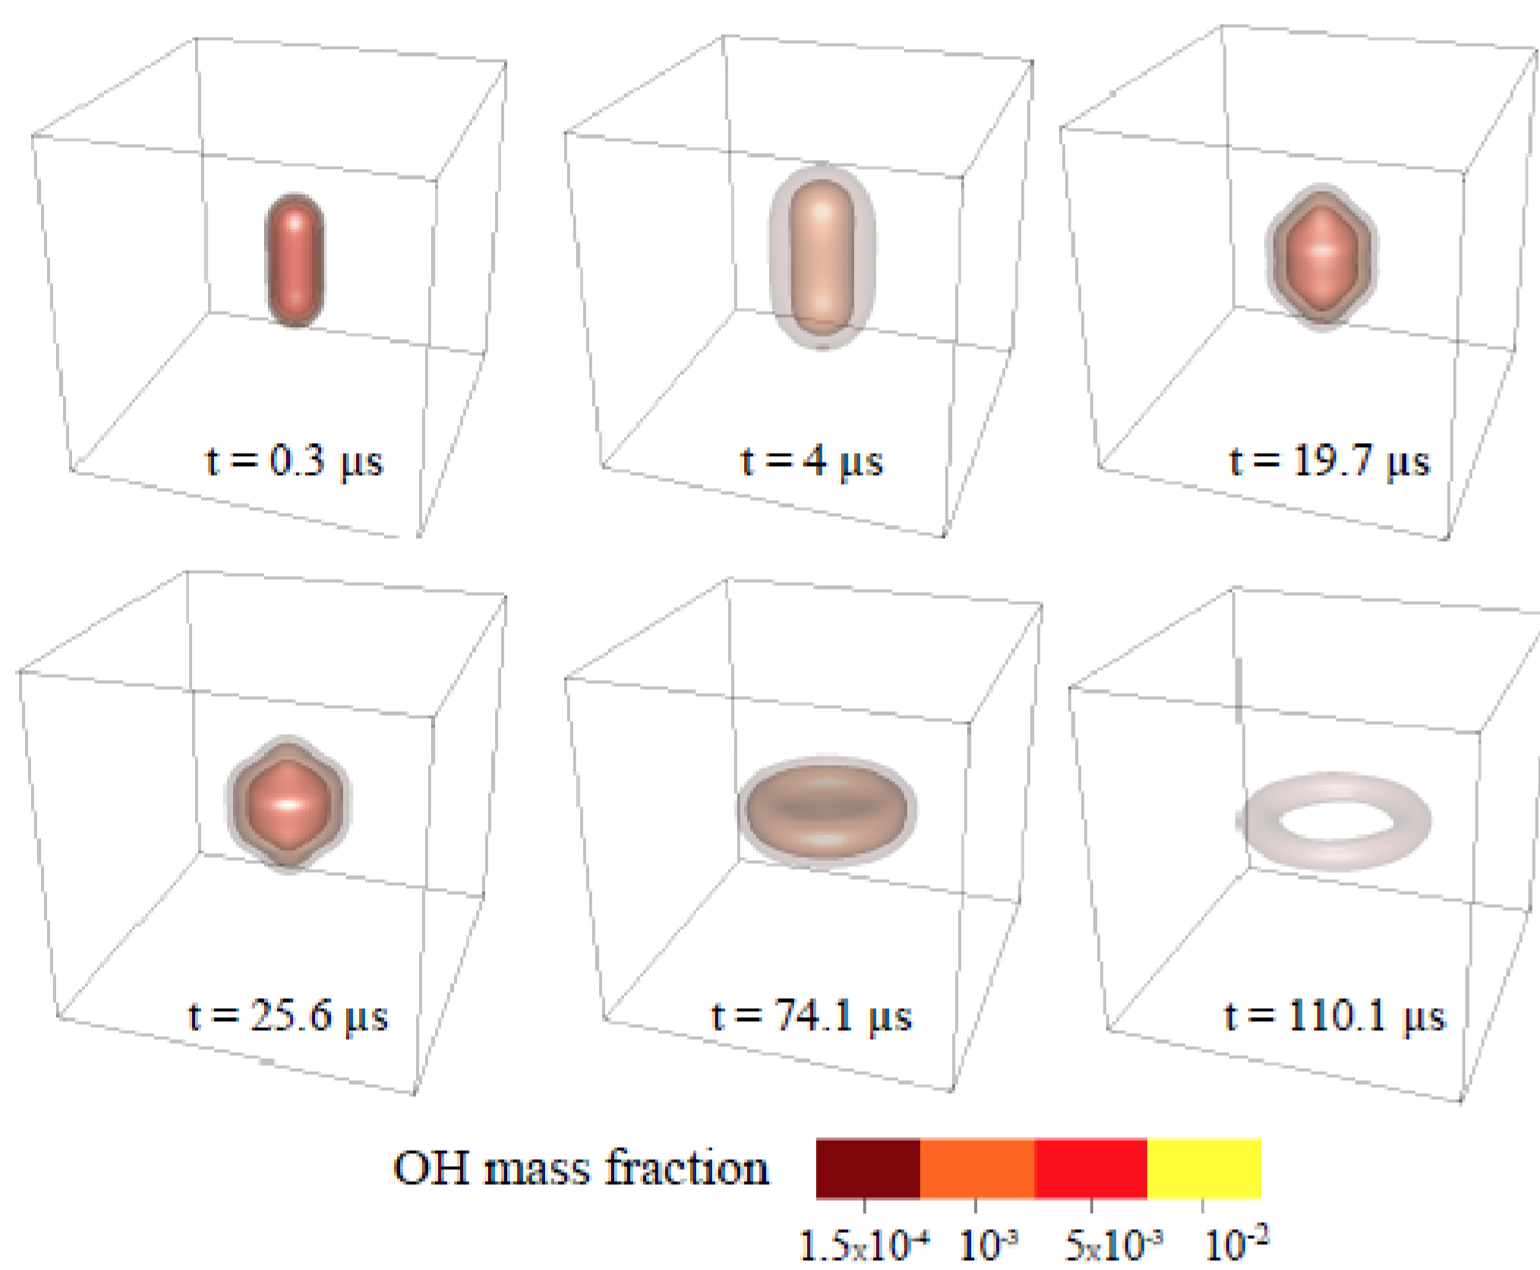 t = 0.3 μs
t = 4 μs
t = 19.7 μs
t = 25.6 μs
t = 74.1 μs
t = 110.1 μs
OH mass fraction
1.5x10⁻⁴ 10⁻³ 5x10⁻³ 10⁻²